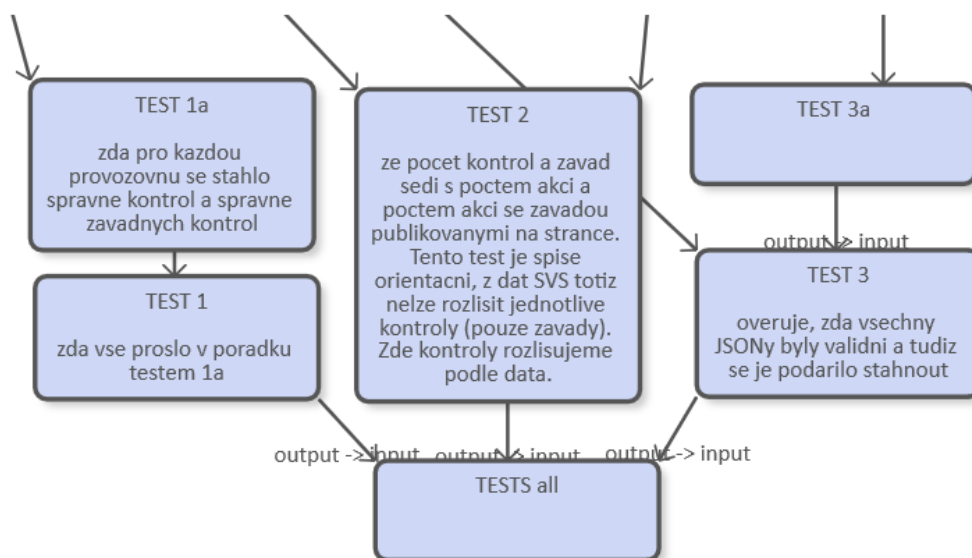 TEST 1a
zda pro kazdou
provozovnu se stahlo
spravne kontrol a spravne
zavadnych kontrol
TEST 2
ze pocet kontrol a zavad
sedi s poctem akci a
poctem akci se zavadou
publikovanymi na strance.
Tento test je spise
orientacni, z dat SVS totiz
nelze rozlisit jednotlive
kontroly (pouze zavady).
Zde kontroly rozlisujeme
podle data.
TEST 3a
output -> input
TEST 1
zda vse proslo v poradku
testem 1a
TEST 3
overuje, zda vsechny
JSONy byly validni a tudiz
se je podarilo stahnout
output -> input
output -> input
output -> input
TESTS all